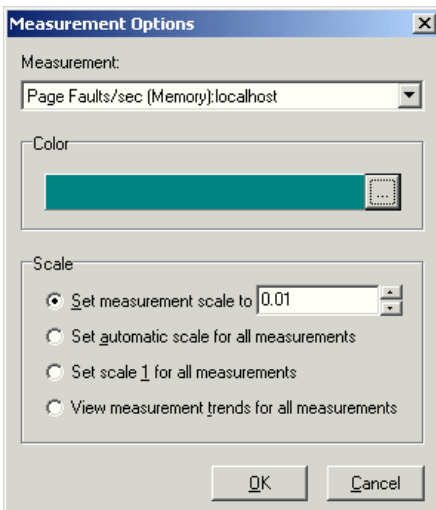 Measurement Options
Measurement:
Page Faults/sec (Memory):localhost
Color
...
Scale
Set measurement scale to 0.01
Set automatic scale for all measurements
Set scale 1 for all measurements
View measurement trends for all measurements
OK Cancel